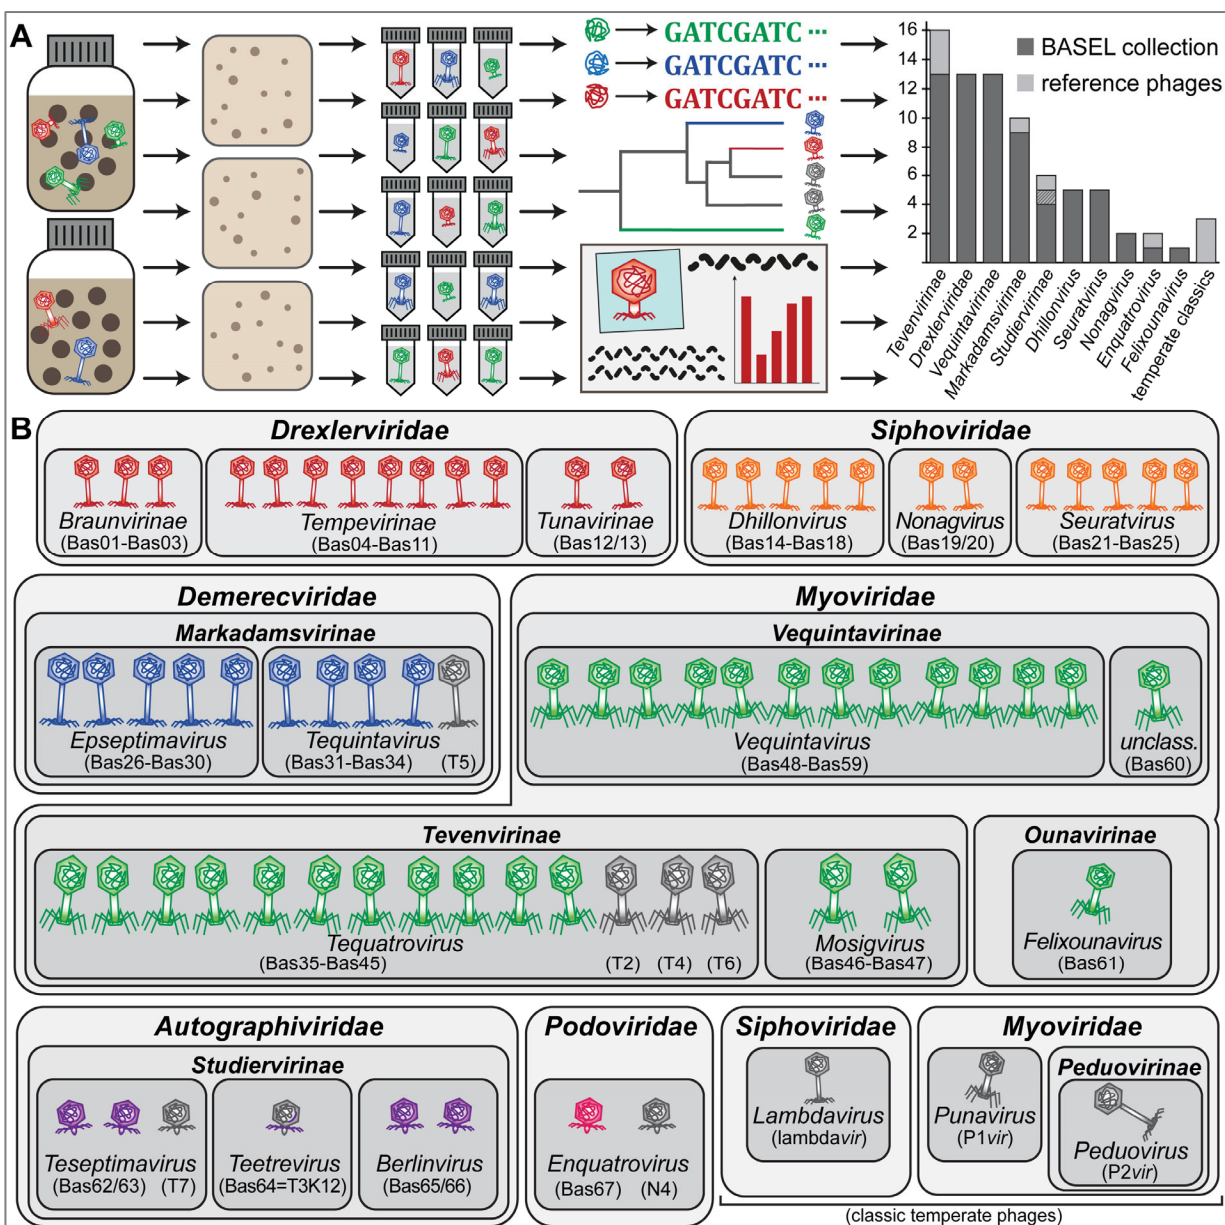 A
GATCGATC ...
GATCGATC ...
GATCGATC ...
16
14
12
10
8
6
4
2
BASEL collection
reference phages
Tevenvirinae
Drexlerviridae
Vequintavirinae
Markadamsvirinae
Studiervirinae
Dhillonvirus
Seuratvirus
Nonagvirus
Enquatrovirus
Felixounavirus
temperate classics
B
Drexlerviridae
Braunvirinae
(Bas01-Bas03)
Tempevirinae
(Bas04-Bas11)
Tunavirinae
(Bas12/13)
Siphoviridae
Dhillonvirus
(Bas14-Bas18)
Nonagvirus
(Bas19/20)
Seuratvirus
(Bas21-Bas25)
Demerecviridae
Markadamsvirinae
Epseptimavirus
(Bas26-Bas30)
Tequintavirus
(Bas31-Bas34) (T5)
Myoviridae
Vequintavirinae
Vequintavirus
(Bas48-Bas59)
unclass.
(Bas60)
Tevenvirinae
Tequatrovirus
(Bas35-Bas45) (T2) (T4) (T6)
Mosigvirus
(Bas46-Bas47)
Ounavirinae
Felixounavirus
(Bas61)
Autographiviridae
Studiervirinae
Teseptimavirus
(Bas62/63) (T7)
Teetrevirus
(Bas64=T3K12)
Berlinvirus
(Bas65/66)
Podoviridae
Enquatrovirus
(Bas67) (N4)
Siphoviridae
Lambdavirus
(lambdavir)
Myoviridae
Punavirus
(P1vir)
Peduovirinae
Peduovirus
(P2vir)
(classic temperate phages)